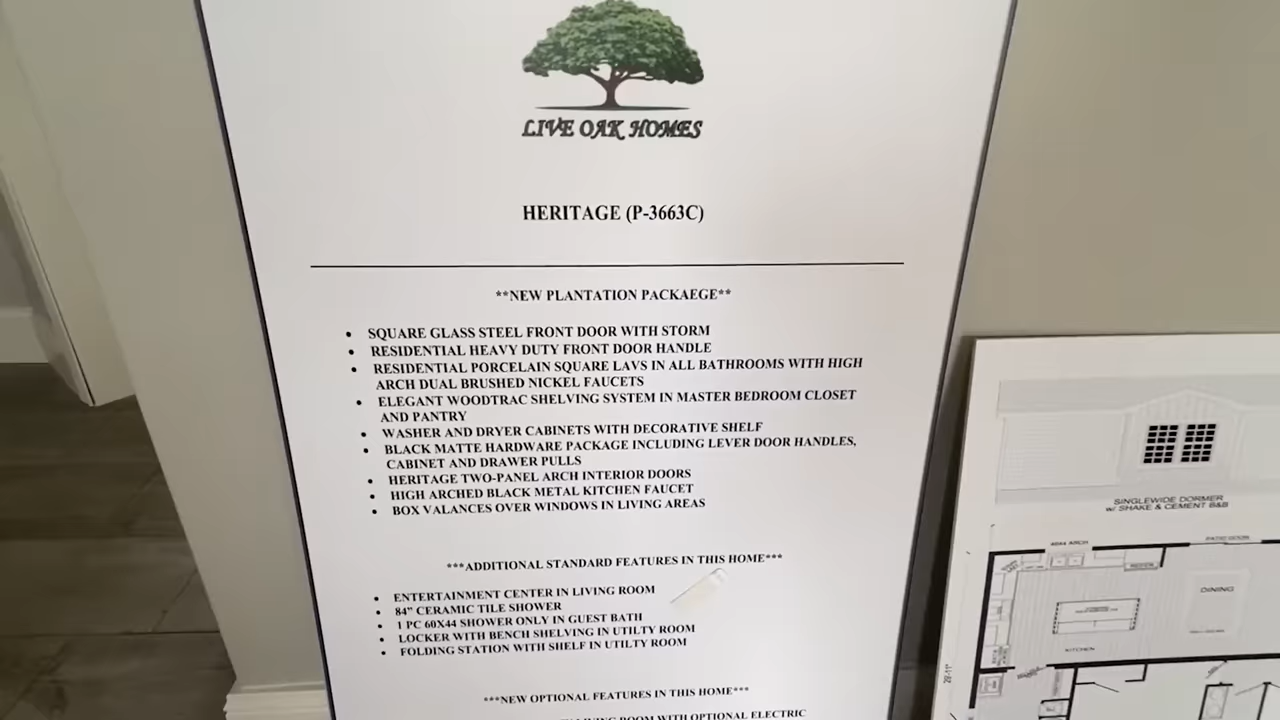 LIVE OAK HOMES
HERITAGE (P-3663C)
**NEW PLANTATION PACKAEGE**
• SQUARE GLASS STEEL FRONT DOOR WITH STORM
• RESIDENTIAL HEAVY DUTY FRONT DOOR HANDLE
• RESIDENTIAL PORCELAIN SQUARE LAVS IN ALL BATHROOMS WITH HIGH
ARCH DUAL BRUSHED NICKEL FAUCETS
• ELEGANT WOODTRAC SHELVING SYSTEM IN MASTER BEDROOM CLOSET
AND PANTRY
• WASHER AND DRYER CABINETS WITH DECORATIVE SHELF
• BLACK MATTE HARDWARE PACKAGE INCLUDING LEVER DOOR HANDLES,
CABINET AND DRAWER PULLS
• HERITAGE TWO-PANEL ARCH INTERIOR DOORS
• HIGH ARCHED BLACK METAL KITCHEN FAUCET
• BOX VALANCES OVER WINDOWS IN LIVING AREAS
***ADDITIONAL STANDARD FEATURES IN THIS HOME***
• ENTERTAINMENT CENTER IN LIVING ROOM
• 84" CERAMIC TILE SHOWER
• 1 PC 60X44 SHOWER ONLY IN GUEST BATH
• LOCKER WITH BENCH SHELVING IN UTILTY ROOM
• FOLDING STATION WITH SHELF IN UTILTY ROOM
***NEW OPTIONAL FEATURES IN THIS HOME***
LIVING ROOM WITH OPTIONAL ELECTRIC
SINGLEWIDE DORMER
w/ SHAKE & CEMENT B&B
PATIO DOOR
DINING
KITCHEN